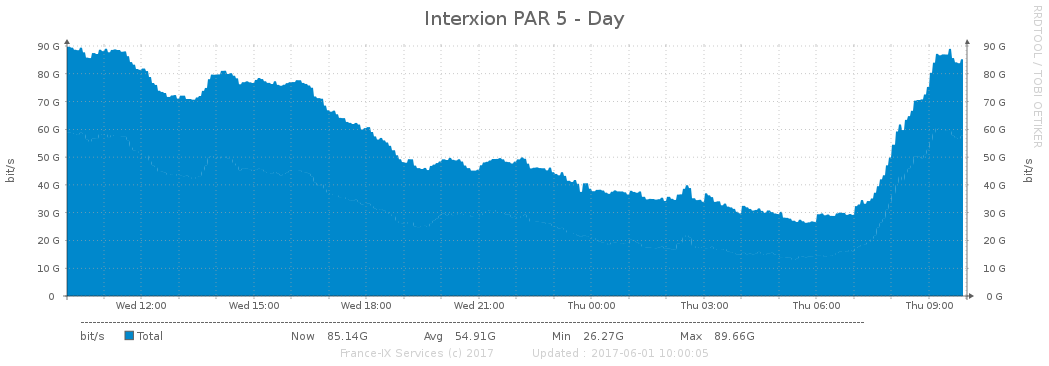 Interxion PAR 5 - Day
RRDTOOL / TOBI OETIKER
bit/s
90 G 90 G
80 G 80 G
70 G 70 G
60 G 60 G
50 G 50 G
40 G 40 G
30 G 30 G
20 G 20 G
10 G 10 G
0 0 G
bit/s
Wed 12:00 Wed 15:00 Wed 18:00 Wed 21:00 Thu 00:00 Thu 03:00 Thu 06:00 Thu 09:00
bit/s Total Now 85.14G Avg 54.91G Min 26.27G Max 89.66G
France-IX Services (c) 2017 Updated : 2017-06-01 10:00:05